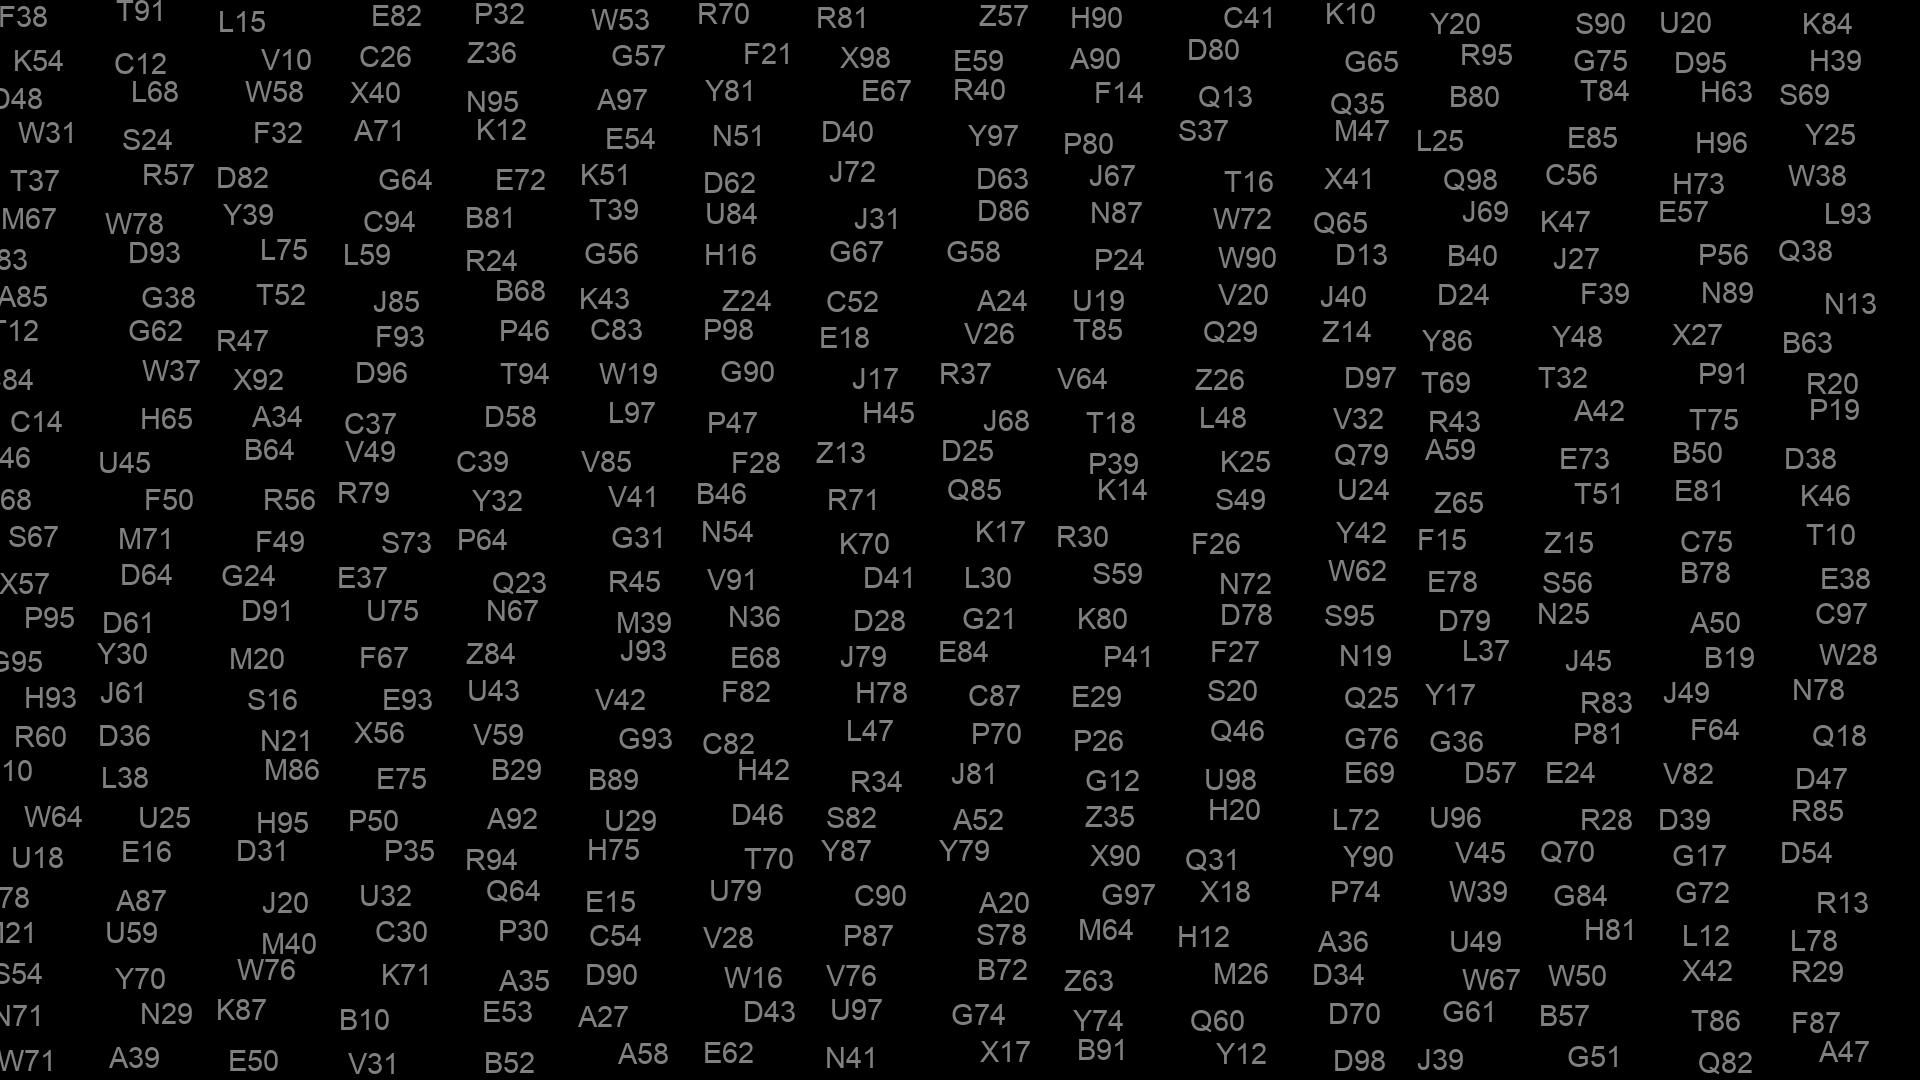 F38 T91 L15 E82 P32 W53 R70 R81 Z57 H90 C41 K10 Y20 S90 U20 K84
K54 C12 V10 C26 Z36 G57 F21 X98 E59 A90 D80 G65 R95 G75 D95 H39
D48 L68 W58 X40 N95 A97 Y81 E67 R40 F14 Q13 Q35 B80 T84 H63 S69
W31 S24 F32 A71 K12 E54 N51 D40 Y97 P80 S37 M47 L25 E85 H96 Y25
T37 R57 D82 G64 E72 K51 D62 J72 D63 J67 T16 X41 Q98 C56 H73 W38
M67 W78 Y39 C94 B81 T39 U84 J31 D86 N87 W72 Q65 J69 K47 E57 L93
83 D93 L75 L59 R24 G56 H16 G67 G58 P24 W90 D13 B40 J27 P56 Q38
A85 G38 T52 J85 B68 K43 Z24 C52 A24 U19 V20 J40 D24 F39 N89 N13
T12 G62 R47 F93 P46 C83 P98 E18 V26 T85 Q29 Z14 Y86 Y48 X27 B63
84 W37 X92 D96 T94 W19 G90 J17 R37 V64 Z26 D97 T69 T32 P91 R20
C14 H65 A34 C37 D58 L97 P47 H45 J68 T18 L48 V32 R43 A42 T75 P19
46 U45 B64 V49 C39 V85 F28 Z13 D25 P39 K25 Q79 A59 E73 B50 D38
68 F50 R56 R79 Y32 V41 B46 R71 Q85 K14 S49 U24 Z65 T51 E81 K46
S67 M71 F49 S73 P64 G31 N54 K70 K17 R30 F26 Y42 F15 Z15 C75 T10
X57 D64 G24 E37 Q23 R45 V91 D41 L30 S59 N72 W62 E78 S56 B78 E38
P95 D61 D91 U75 N67 M39 N36 D28 G21 K80 D78 S95 D79 N25 A50 C97
G95 Y30 M20 F67 Z84 J93 E68 J79 E84 P41 F27 N19 L37 J45 B19 W28
H93 J61 S16 E93 U43 V42 F82 H78 C87 E29 S20 Q25 Y17 R83 J49 N78
R60 D36 N21 X56 V59 G93 C82 L47 P70 P26 Q46 G76 G36 P81 F64 Q18
10 L38 M86 E75 B29 B89 H42 R34 J81 G12 U98 E69 D57 E24 V82 D47
W64 U25 H95 P50 A92 U29 D46 S82 A52 Z35 H20 L72 U96 R28 D39 R85
U18 E16 D31 P35 R94 H75 T70 Y87 Y79 X90 Q31 Y90 V45 Q70 G17 D54
78 A87 J20 U32 Q64 E15 U79 C90 A20 G97 X18 P74 W39 G84 G72 R13
21 U59 M40 C30 P30 C54 V28 P87 S78 M64 H12 A36 U49 H81 L12 L78
S54 Y70 W76 K71 A35 D90 W16 V76 B72 Z63 M26 D34 W67 W50 X42 R29
N71 N29 K87 B10 E53 A27 D43 U97 G74 Y74 Q60 D70 G61 B57 T86 F87
W71 A39 E50 V31 B52 A58 E62 N41 X17 B91 Y12 D98 J39 G51 Q82 A47